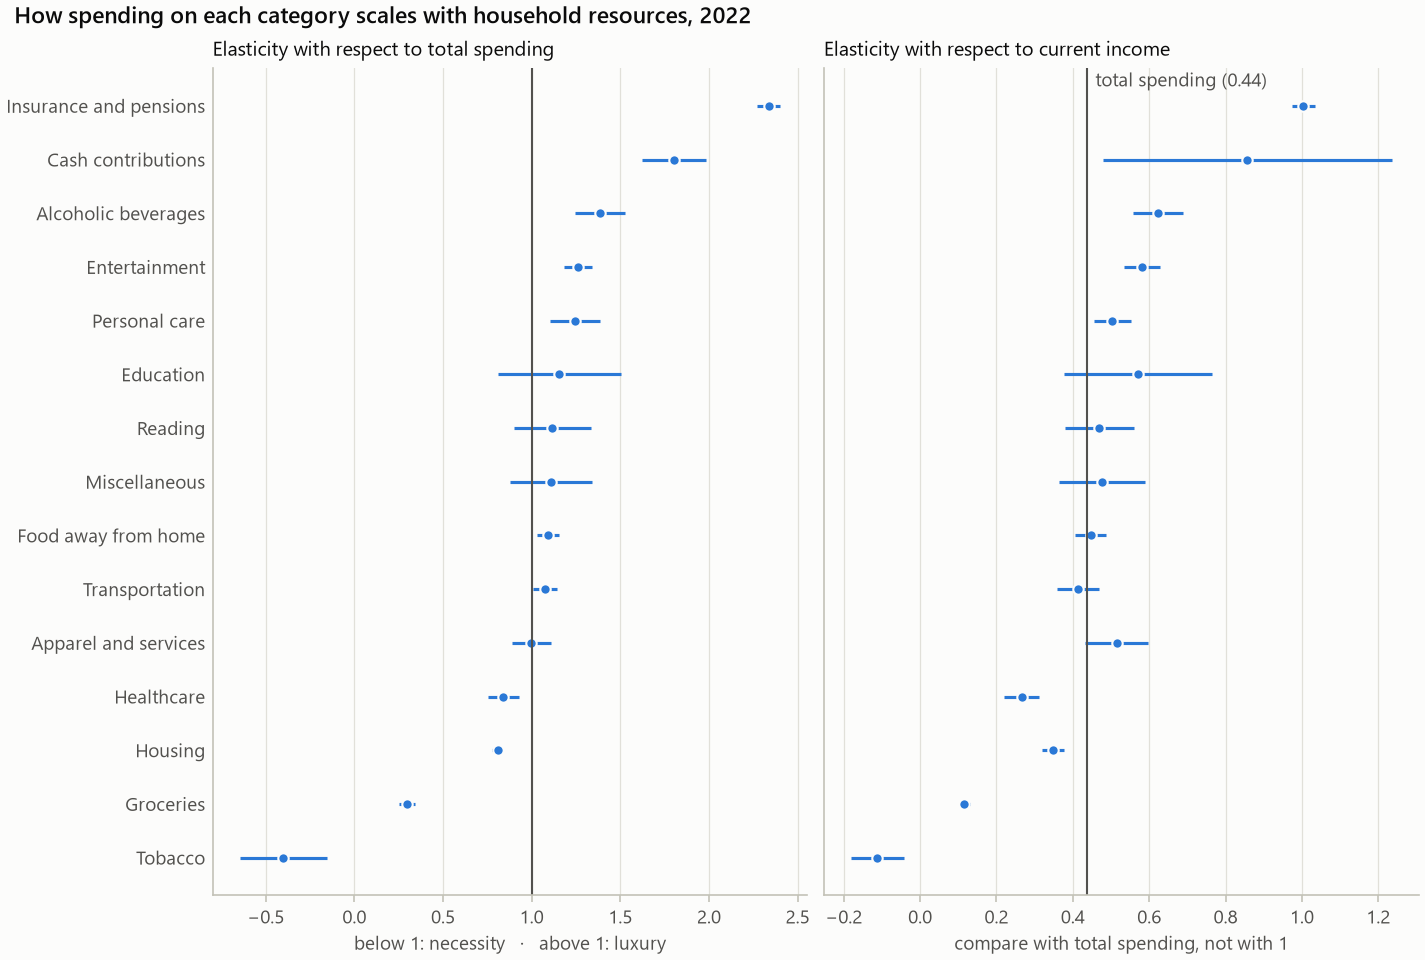 How spending on each category scales with household resources, 2022
Elasticity with respect to total spending
Elasticity with respect to current income
total spending (0.44)
Insurance and pensions
Cash contributions
Alcoholic beverages
Entertainment
Personal care
Education
Reading
Miscellaneous
Food away from home
Transportation
Apparel and services
Healthcare
Housing
Groceries
Tobacco
−0.5 0.0 0.5 1.0 1.5 2.0 2.5
−0.2 0.0 0.2 0.4 0.6 0.8 1.0 1.2
below 1: necessity · above 1: luxury
compare with total spending, not with 1